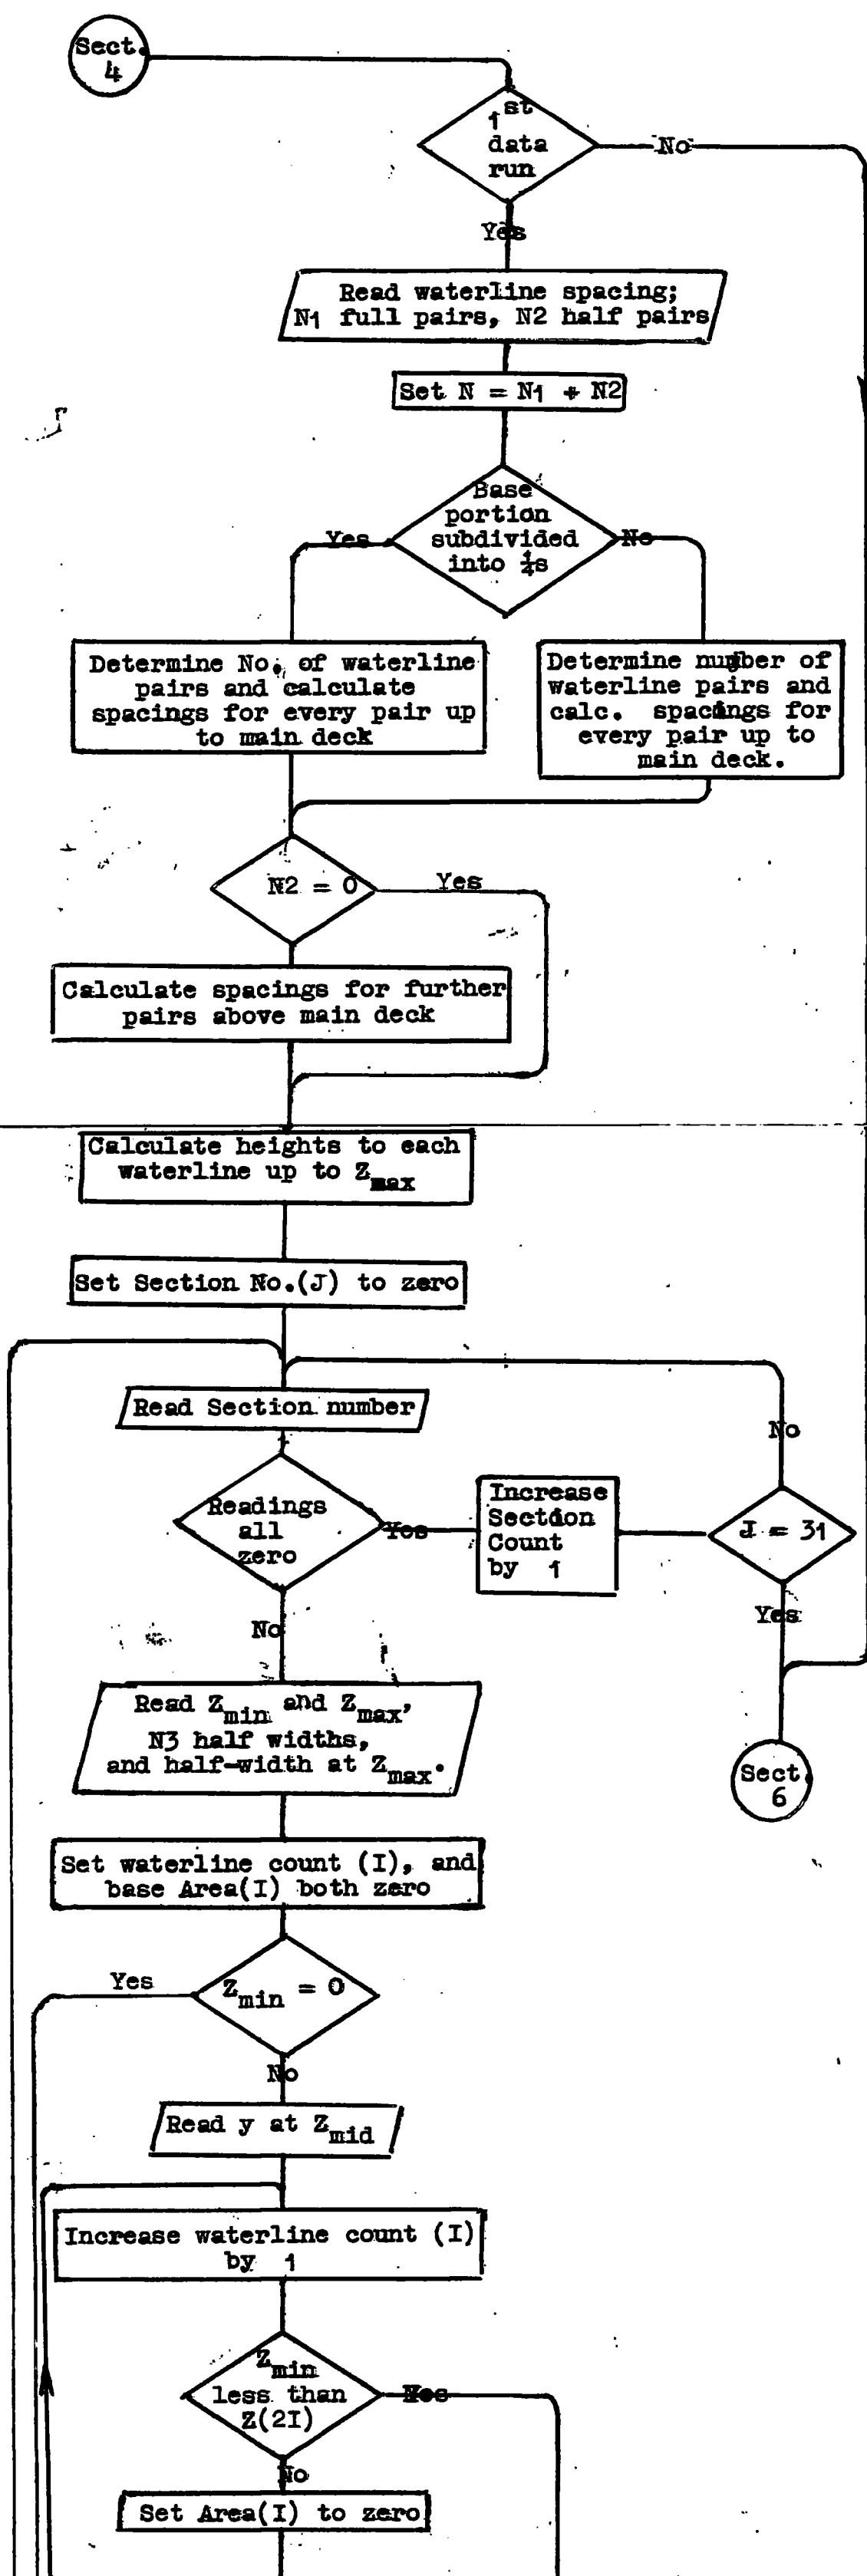 Sect.
4
1st
data
run
No
Yes
Read waterline spacing;
N1 full pairs, N2 half pairs
Set N = N1 + N2
Base
portion
subdivided
into ¼s
Yes
No
Determine No. of waterline
pairs and calculate
spacings for every pair up
to main deck
Determine number of
waterline pairs and
calc. spacings for
every pair up to
main deck.
N2 = 0
Yes
Calculate spacings for further
pairs above main deck
Calculate heights to each
waterline up to Zmax
Set Section No.(J) to zero
Read Section number
No
Readings
all
zero
Yes
Increase
Section
Count
by 1
J = 31
No
Yes
Read Zmin and Zmax,
N3 half widths,
and half-width at Zmax.
Sect.
6
Set waterline count (I), and
base Area(I) both zero
Yes
Zmin = 0
No
Read y at Zmid
Increase waterline count (I)
by 1
Zmin
less than
Z(2I)
Yes
No
Set Area(I) to zero